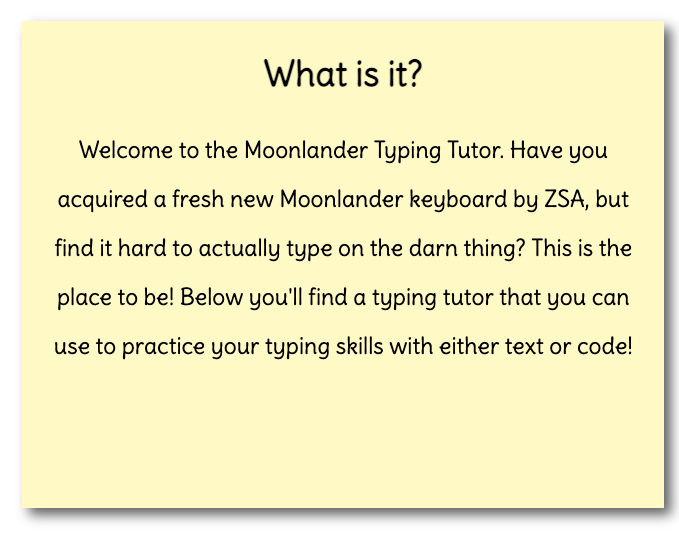 What is it?
Welcome to the Moonlander Typing Tutor. Have you
acquired a fresh new Moonlander keyboard by ZSA, but
find it hard to actually type on the darn thing? This is the
place to be! Below you'll find a typing tutor that you can
use to practice your typing skills with either text or code!